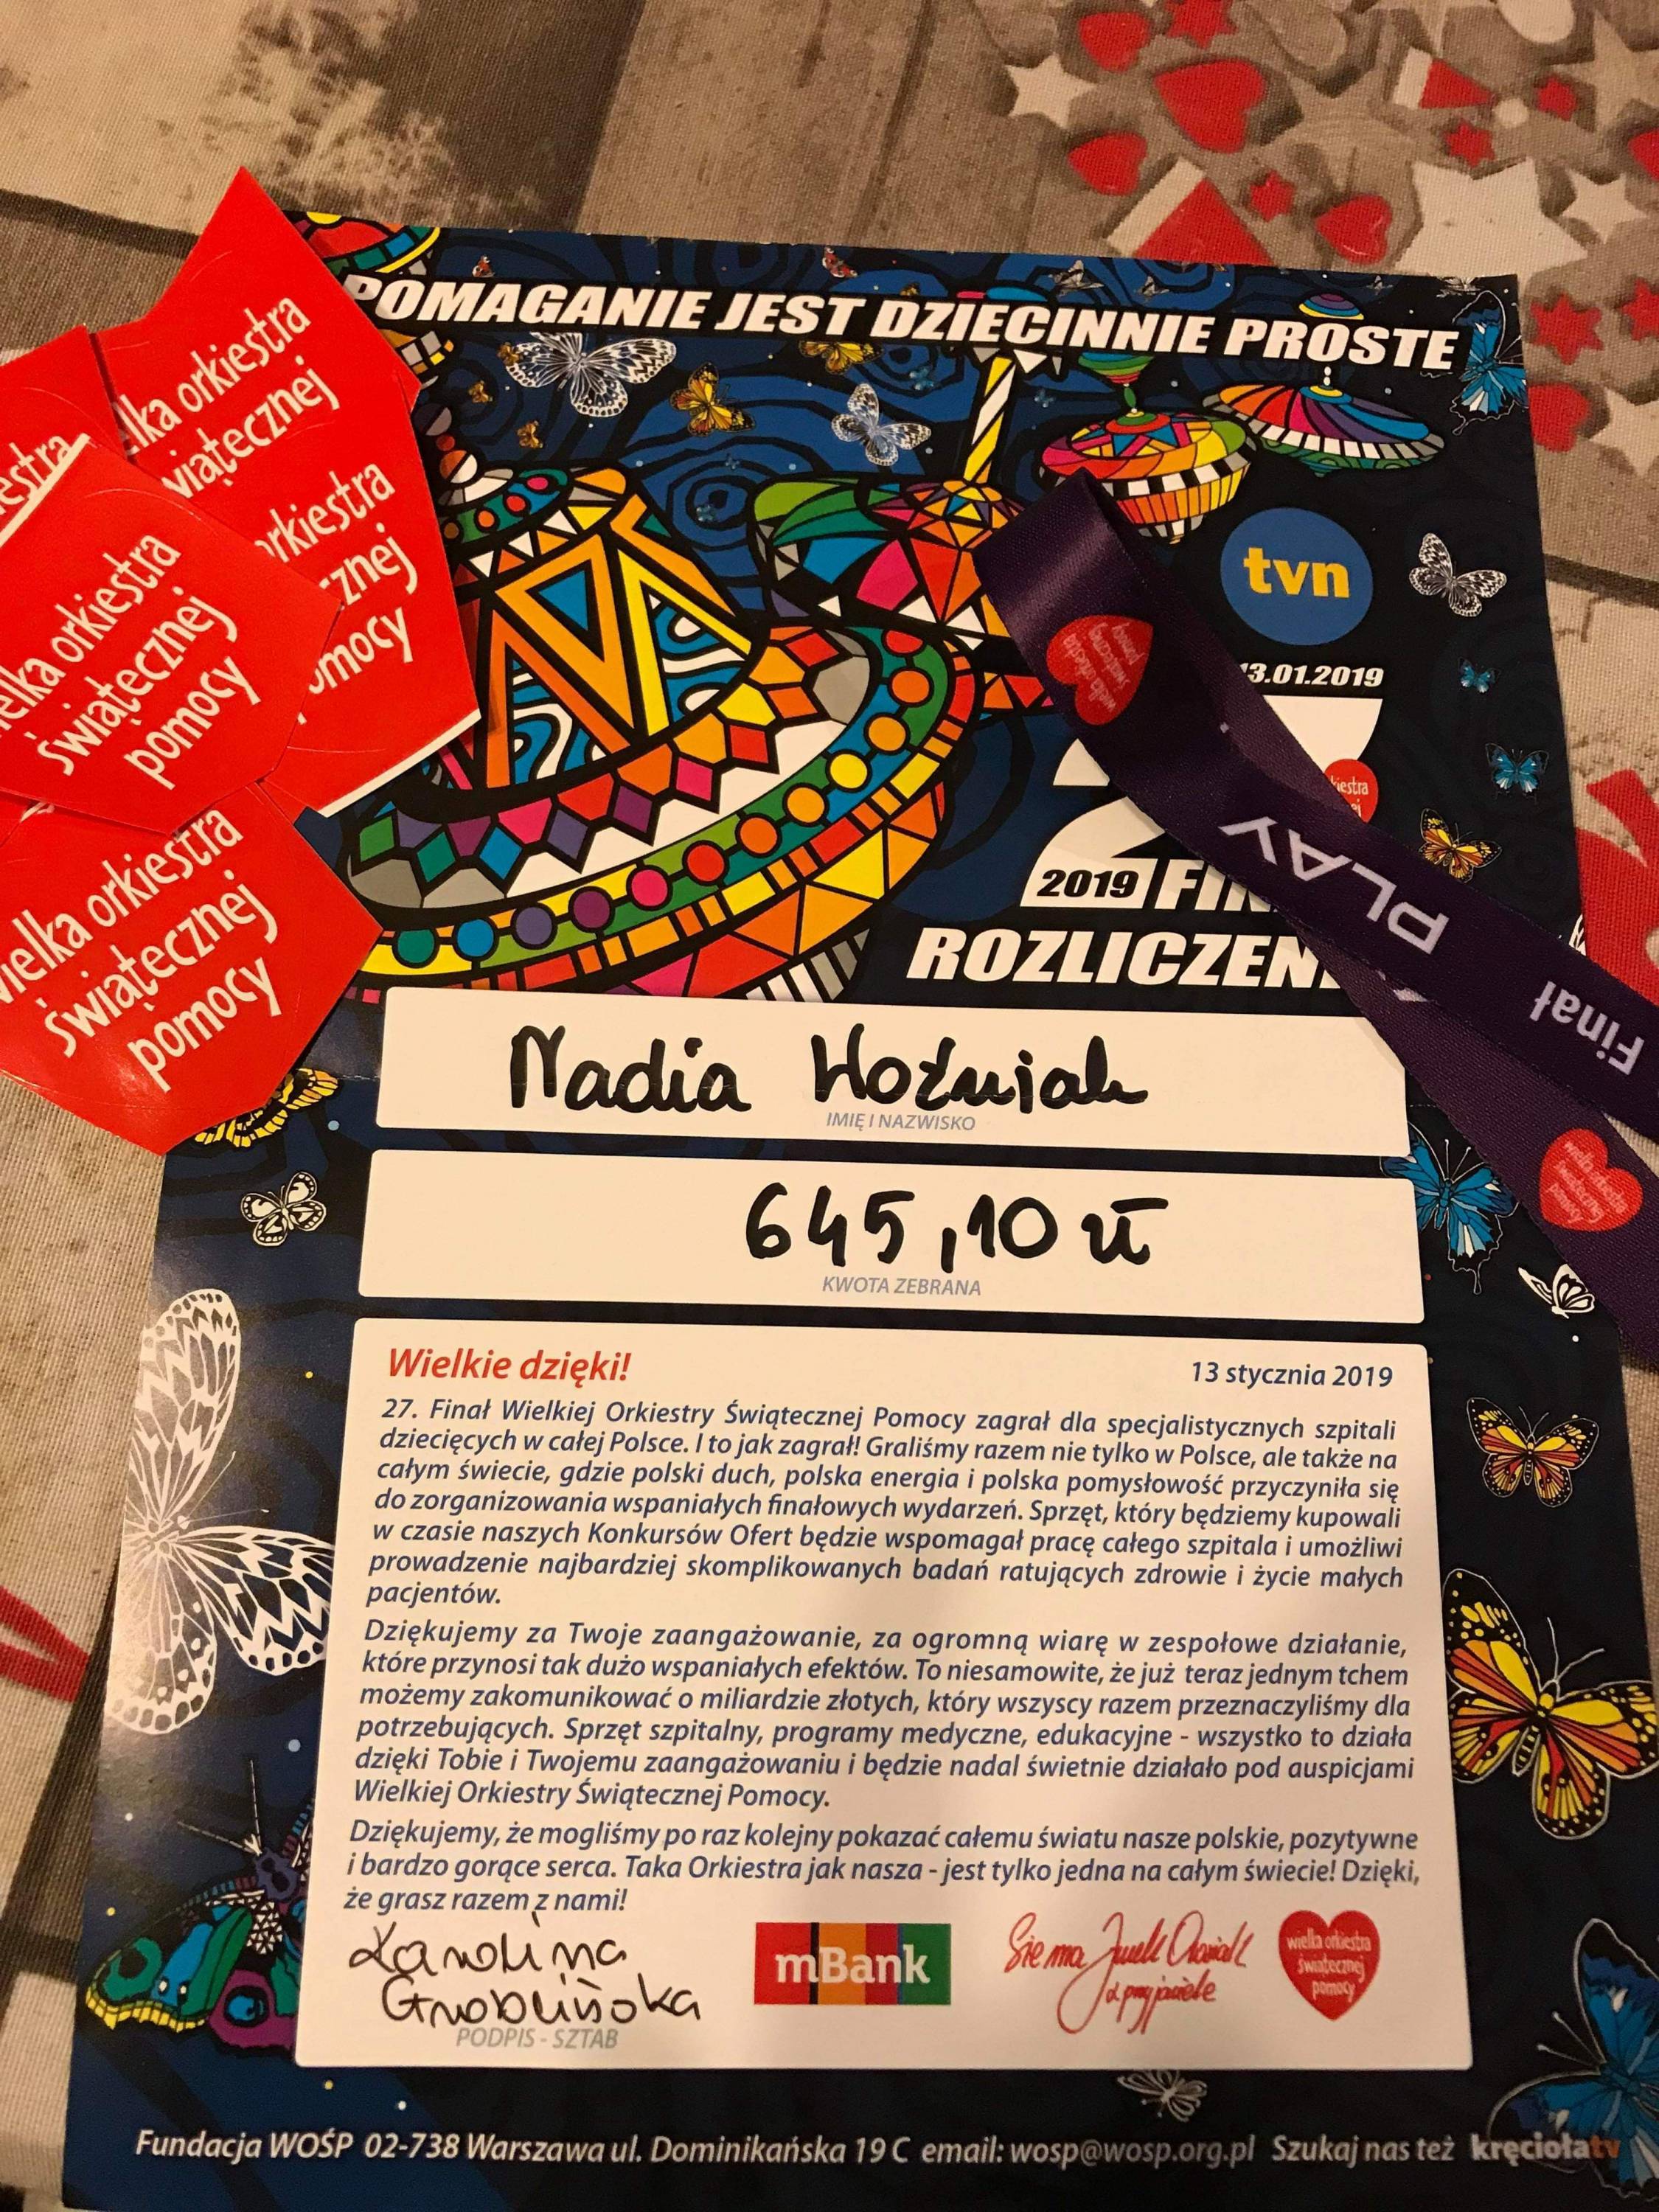 POMAGANIE JEST DZIECINNIE PROSTE
orkiestra
świątecznej
orkiestra
pomocy
wielka orkiestra
świątecznej
pomocy
wielka orkiestra
świątecznej
pomocy
tvn
13.01.2019
2019
PLAY
Finał
Nadia Woźniak
IMIĘ I NAZWISKO
645,10 zł
KWOTA ZEBRANA
Wielkie dzięki!
13 stycznia 2019
27. Finał Wielkiej Orkiestry Świątecznej Pomocy zagrał dla specjalistycznych szpitali
dziecięcych w całej Polsce. I to jak zagrał! Graliśmy razem nie tylko w Polsce, ale także na
całym świecie, gdzie polski duch, polska energia i polska pomysłowość przyczyniła się
do zorganizowania wspaniałych finałowych wydarzeń. Sprzęt, który będziemy kupowali
w czasie naszych Konkursów Ofert będzie wspomagał pracę całego szpitala i umożliwi
prowadzenie najbardziej skomplikowanych badań ratujących zdrowie i życie małych
pacjentów.
Dziękujemy za Twoje zaangażowanie, za ogromną wiarę w zespołowe działanie,
które przynosi tak dużo wspaniałych efektów. To niesamowite, że już teraz jednym tchem
możemy zakomunikować o miliardzie złotych, który wszyscy razem przeznaczyliśmy dla
potrzebujących. Sprzęt szpitalny, programy medyczne, edukacyjne - wszystko to działa
dzięki Tobie i Twojemu zaangażowaniu i będzie nadal świetnie działało pod auspicjami
Wielkiej Orkiestry Świątecznej Pomocy.
Dziękujemy, że mogliśmy po raz kolejny pokazać całemu światu nasze polskie, pozytywne
i bardzo gorące serca. Taka Orkiestra jak nasza - jest tylko jedna na całym świecie! Dzięki,
że grasz razem z nami!
Karolina
PODPIS - SZTAB
mBank
Sie ma Jurek Owsiak
z przyjaciele
wielka orkiestra
świątecznej
pomocy
Fundacja WOŚP 02-738 Warszawa ul. Dominikańska 19 C email: wosp@wosp.org.pl Szukaj nas też kręciołatv